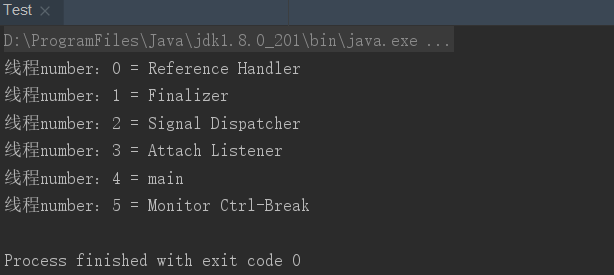 Test
D:\ProgramFiles\Java\jdk1.8.0_201\bin\java.exe ...
线程number: 0 = Reference Handler
线程number: 1 = Finalizer
线程number: 2 = Signal Dispatcher
线程number: 3 = Attach Listener
线程number: 4 = main
线程number: 5 = Monitor Ctrl-Break
Process finished with exit code 0